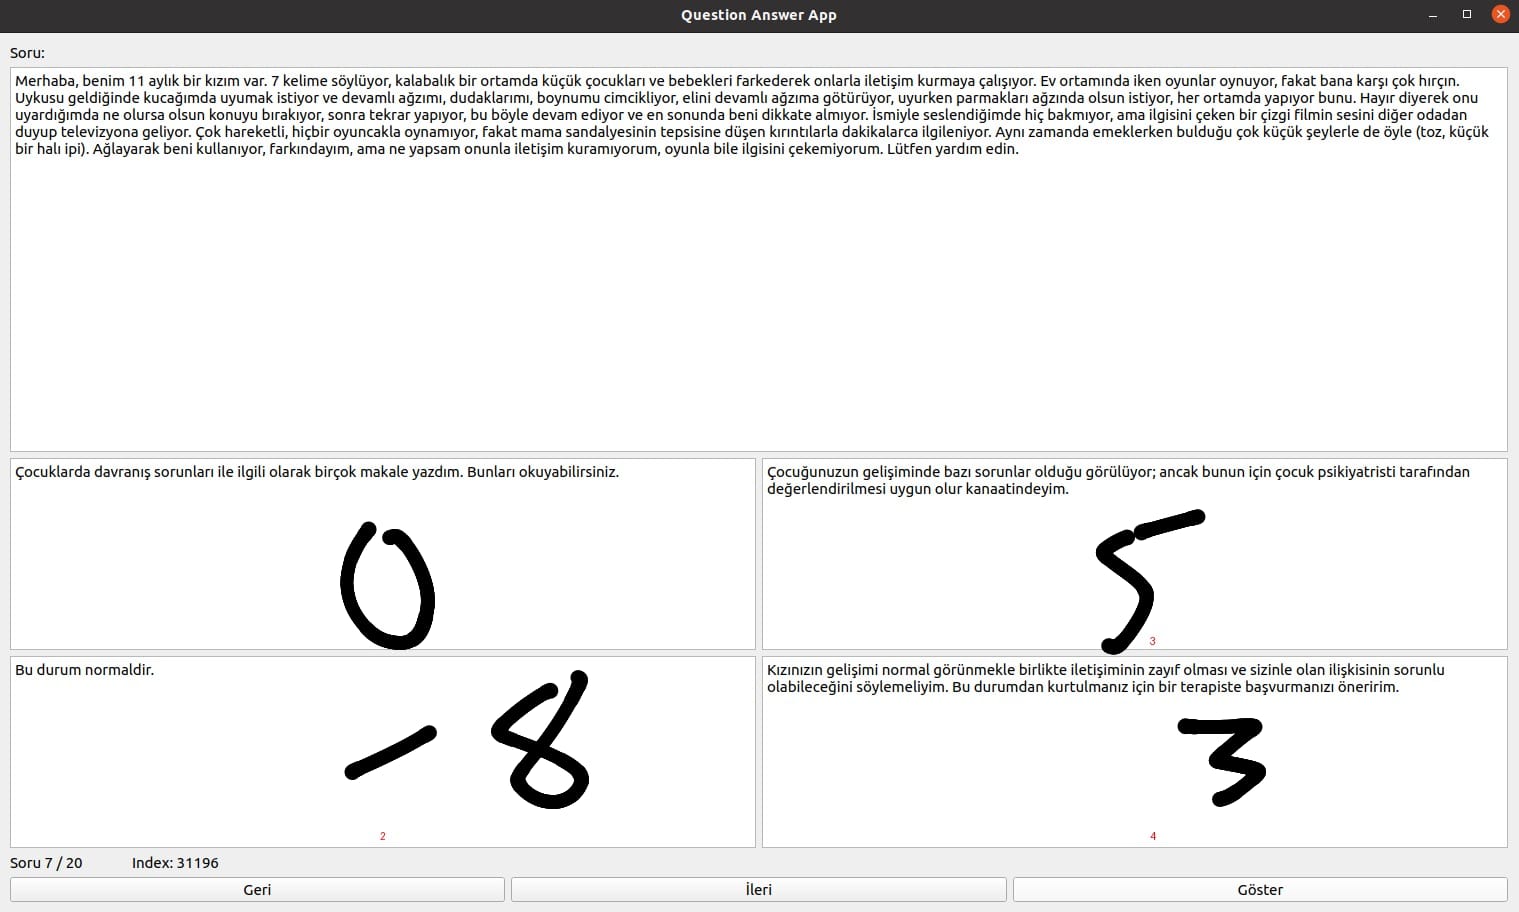 Question Answer App
Soru:
Merhaba, benim 11 aylık bir kızım var. 7 kelime söylüyor, kalabalık bir ortamda küçük çocukları ve bebekleri farkederek onlarla iletişim kurmaya çalışıyor. Ev ortamında iken oyunlar oynuyor, fakat bana karşı çok hırçın.
Uykusu geldiğinde kucağımda uyumak istiyor ve devamlı ağzımı, dudaklarımı, boynumu cimcikliyor, elini devamlı ağzıma götürüyor, uyurken parmakları ağzında olsun istiyor, her ortamda yapıyor bunu. Hayır diyerek onu
uyardığımda ne olursa olsun konuyu bırakıyor, sonra tekrar yapıyor, bu böyle devam ediyor ve en sonunda beni dikkate almıyor. İsmiyle seslendiğimde hiç bakmıyor, ama ilgisini çeken bir çizgi filmin sesini diğer odadan
duyup televizyona geliyor. Çok hareketli, hiçbir oyuncakla oynamıyor, fakat mama sandalyesinin tepsisine düşen kırıntılarla dakikalarca ilgileniyor. Aynı zamanda emeklerken bulduğu çok küçük şeylerle de öyle (toz, küçük
bir halı ipi). Ağlayarak beni kullanıyor, farkındayım, ama ne yapsam onunla iletişim kuramıyorum, oyunla bile ilgisini çekemiyorum. Lütfen yardım edin.
Çocuklarda davranış sorunları ile ilgili olarak birçok makale yazdım. Bunları okuyabilirsiniz.
0
Çocuğunuzun gelişiminde bazı sorunlar olduğu görülüyor; ancak bunun için çocuk psikiyatristi tarafından
değerlendirilmesi uygun olur kanaatindeyim.
5
3
Bu durum normaldir.
- 8
2
Kızınızın gelişimi normal görünmekle birlikte iletişiminin zayıf olması ve sizinle olan ilişkisinin sorunlu
olabileceğini söylemeliyim. Bu durumdan kurtulmanız için bir terapiste başvurmanızı öneririm.
3
4
Soru 7 / 20 Index: 31196
Geri İleri Göster